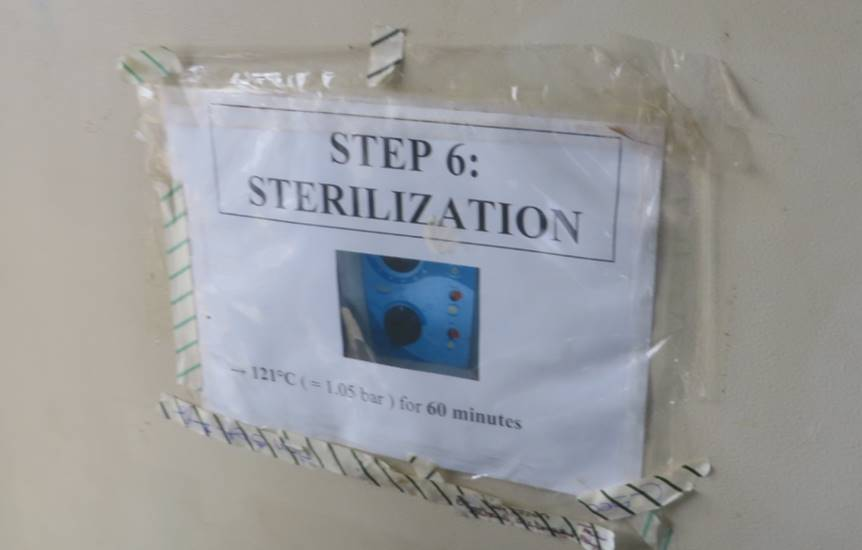 STEP 6:
STERILIZATION
→ 121°C ( = 1.05 bar ) for 60 minutes